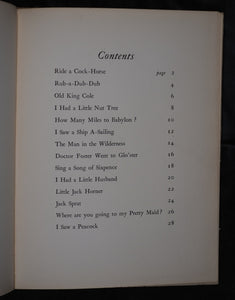 Contents
Ride a Cock-Horse page 2
Rub-a-Dub-Dub 4
Old King Cole 6
I Had a Little Nut Tree 8
How Many Miles to Babylon? 10
I Saw a Ship A-Sailing 12
The Man in the Wilderness 14
Doctor Foster Went to Glo'ster 16
Sing a Song of Sixpence 18
I Had a Little Husband 20
Little Jack Horner 22
Jack Sprat 24
Where are you going to my Pretty Maid? 26
I Saw a Peacock 28